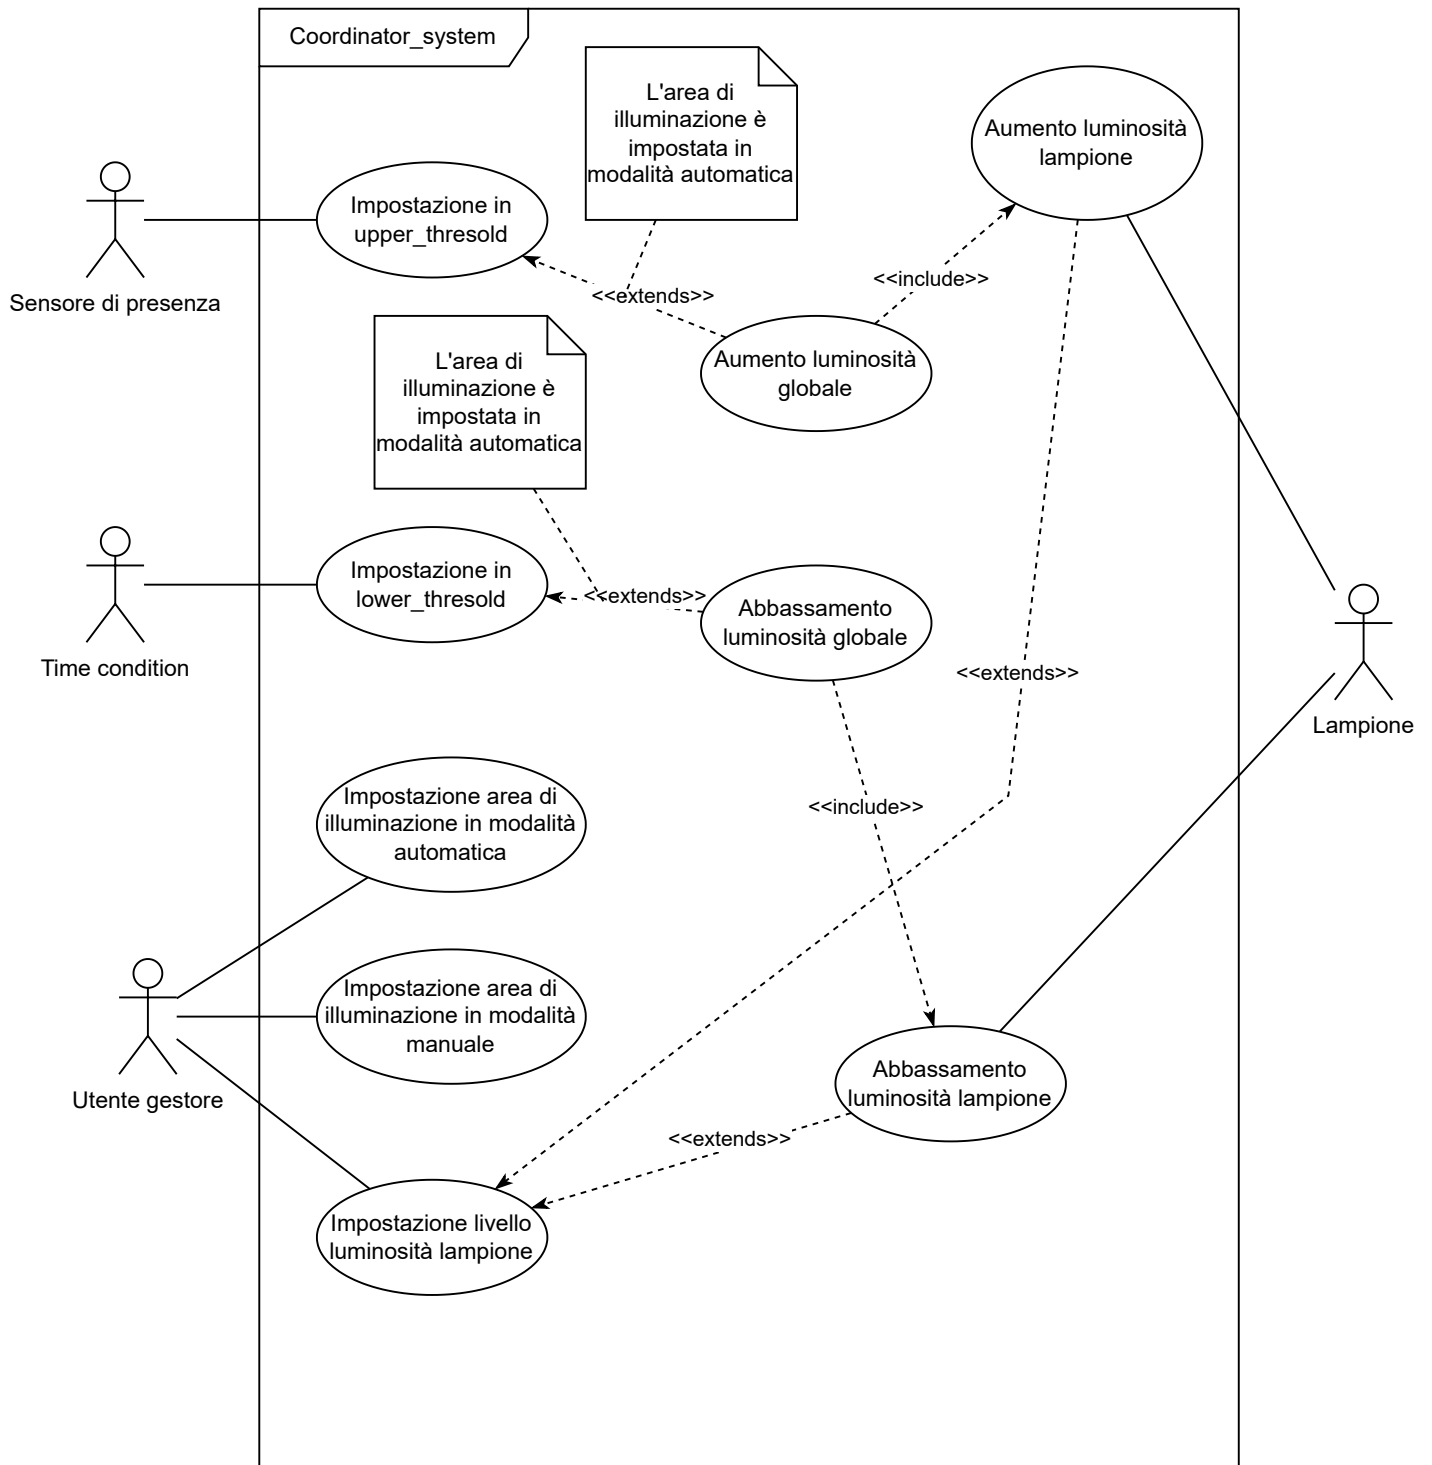 Coordinator_system
L'area di
illuminazione è
impostata in
modalità automatica
Aumento luminosità
lampione
Impostazione in
upper_thresold
Sensore di presenza
<<extends>>
<<include>>
Aumento luminosità
globale
L'area di
illuminazione è
impostata in
modalità automatica
Impostazione in
lower_thresold
Time condition
<<extends>>
Abbassamento
luminosità globale
<<extends>>
Lampione
<<include>>
Impostazione area di
illuminazione in modalità
automatica
Impostazione area di
illuminazione in modalità
manuale
Utente gestore
Abbassamento
luminosità lampione
<<extends>>
Impostazione livello
luminosità lampione